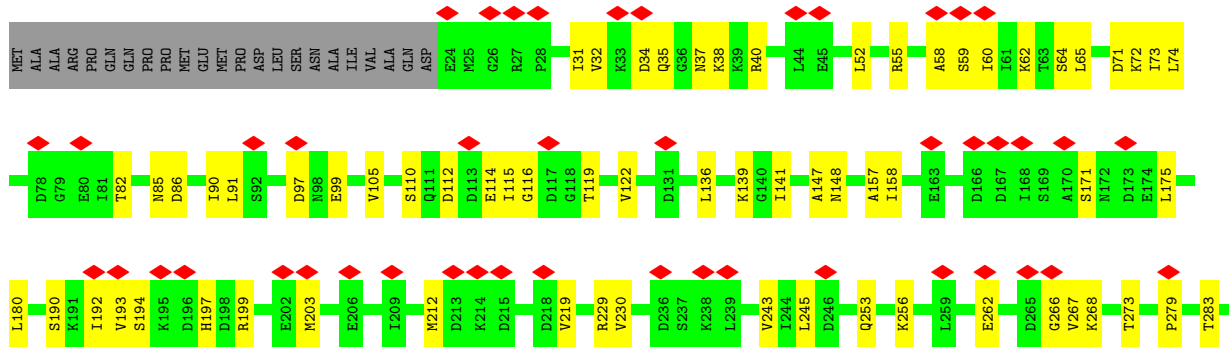 MET ALA ALA ARG PRO GLN GLN PRO PRO MET GLU MET PRO ASP LEU SER ASN ALA ILE VAL ALA GLN ASP E24 M25 G26 R27 P28 I31 V32 K33 D34 Q35 G36 N37 K38 K39 R40 L44 E45 L52 R55 A58 S59 I60 I61 K62 T63 S64 L65 D71 K72 I73 L74
D78 G79 E80 I81 T82 N85 D86 I90 L91 S92 D97 N98 E99 V105 S110 Q111 D112 D113 E114 I115 G116 D117 G118 T119 V122 D131 L136 K139 G140 I141 A147 N148 A157 I158 E163 D166 D167 I168 S169 A170 S171 N172 D173 E174 L175
L180 S190 K191 I192 V193 S194 K195 D196 H197 D198 R199 E202 M203 E206 I209 M212 D213 K214 D215 D218 V219 R229 V230 D236 S237 K238 L239 V243 I244 L245 D246 Q253 K256 L259 E262 D265 G266 V267 K268 T273 P279 T283